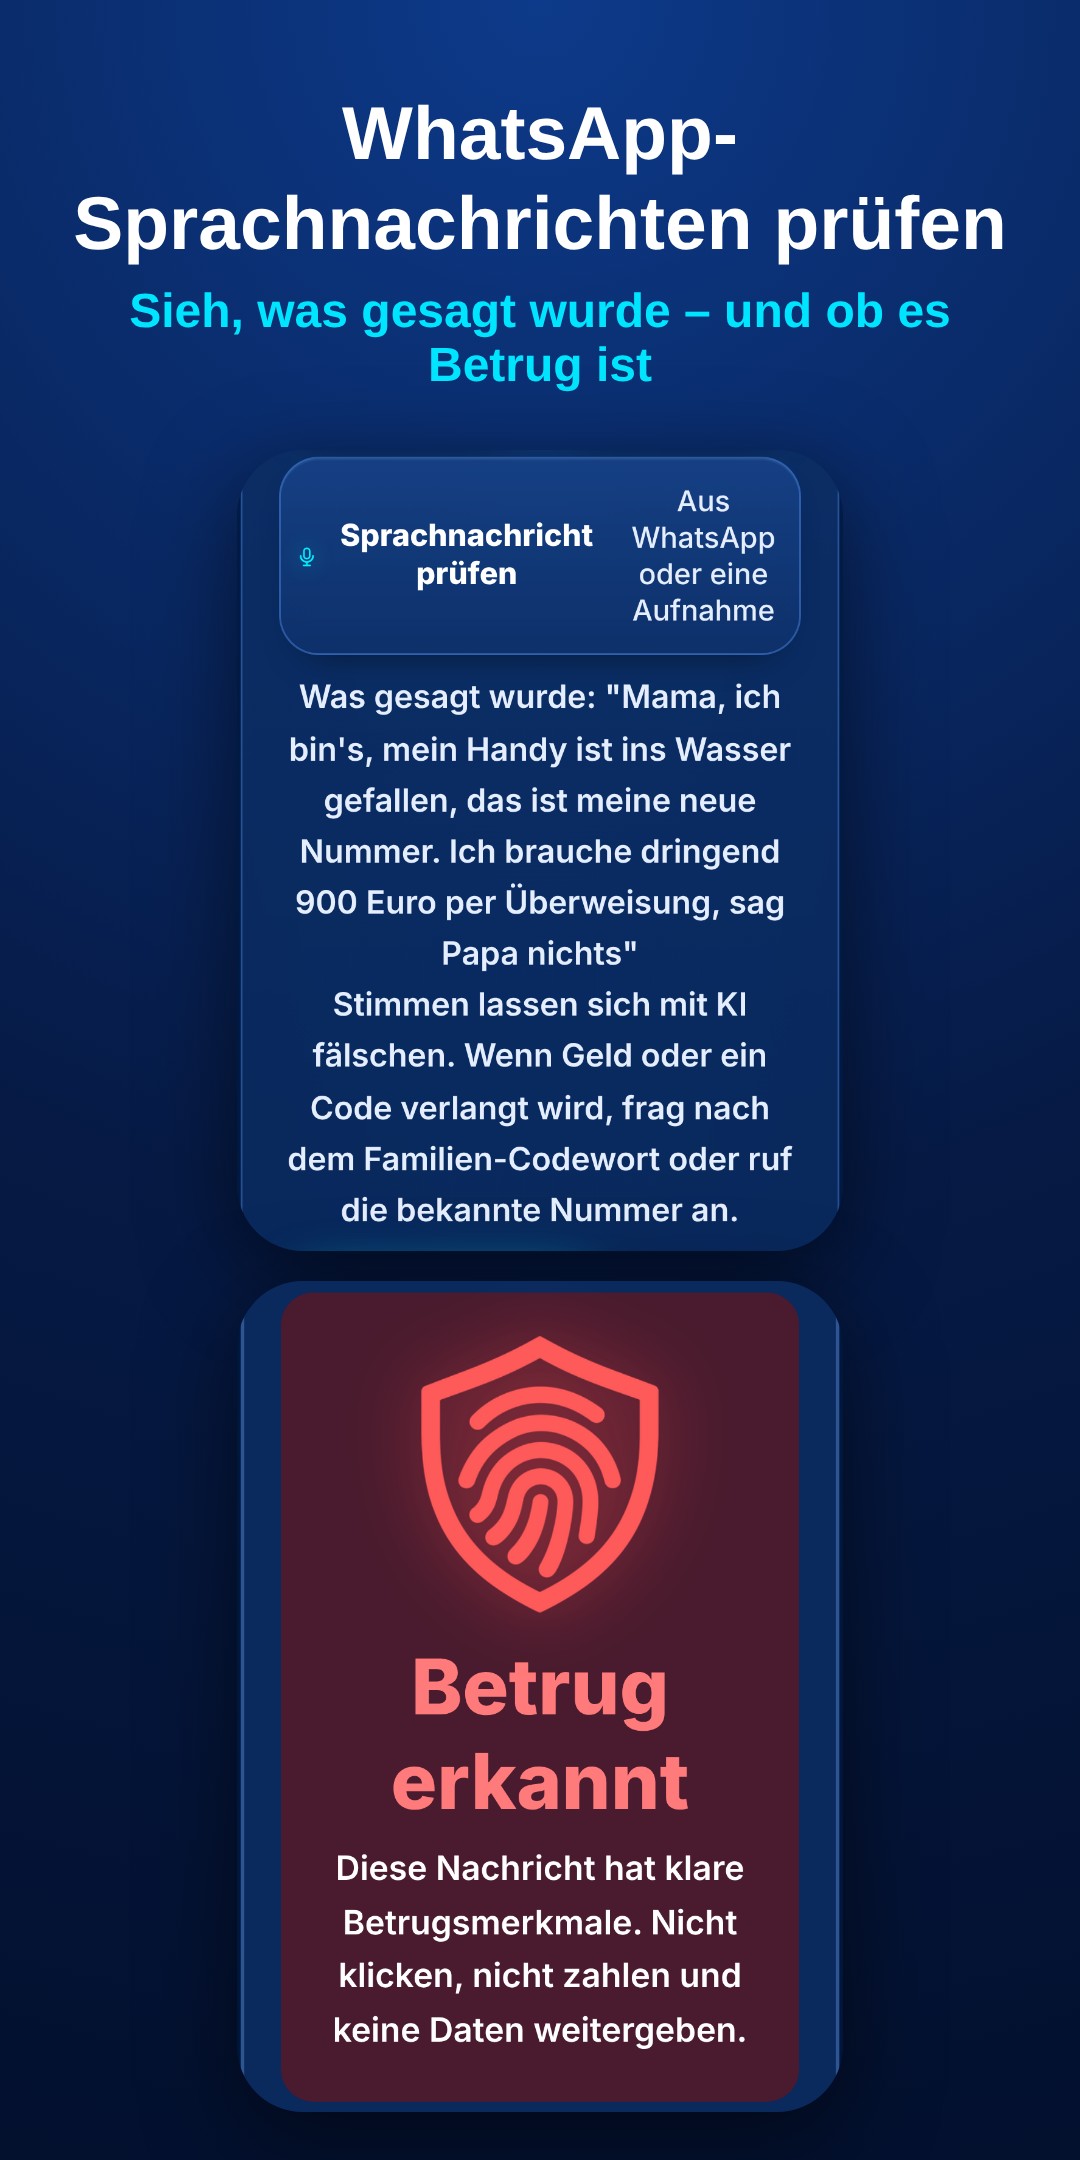 WhatsApp-
Sprachnachrichten prüfen
Sieh, was gesagt wurde – und ob es
Betrug ist
Sprachnachricht
prüfen
Aus
WhatsApp
oder eine
Aufnahme
Was gesagt wurde: "Mama, ich
bin's, mein Handy ist ins Wasser
gefallen, das ist meine neue
Nummer. Ich brauche dringend
900 Euro per Überweisung, sag
Papa nichts"
Stimmen lassen sich mit KI
fälschen. Wenn Geld oder ein
Code verlangt wird, frag nach
dem Familien-Codewort oder ruf
die bekannte Nummer an.
Betrug
erkannt
Diese Nachricht hat klare
Betrugsmerkmale. Nicht
klicken, nicht zahlen und
keine Daten weitergeben.